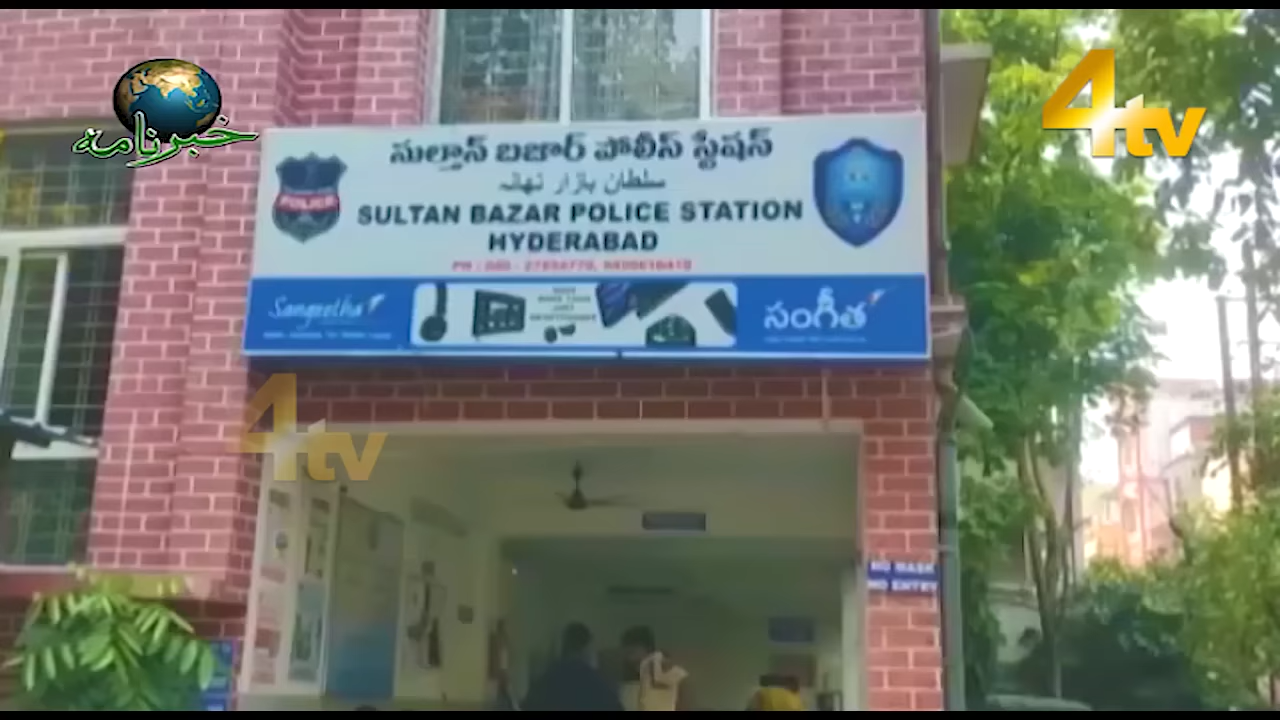 خبرنامہ
4tv
సుల్తాన్ బజార్ పోలీస్ స్టేషన్
سلطان بازار تھانہ
POLICE
SULTAN BAZAR POLICE STATION
HYDERABAD
Sangeetha
సంగీత
4tv
NO MASK
NO ENTRY